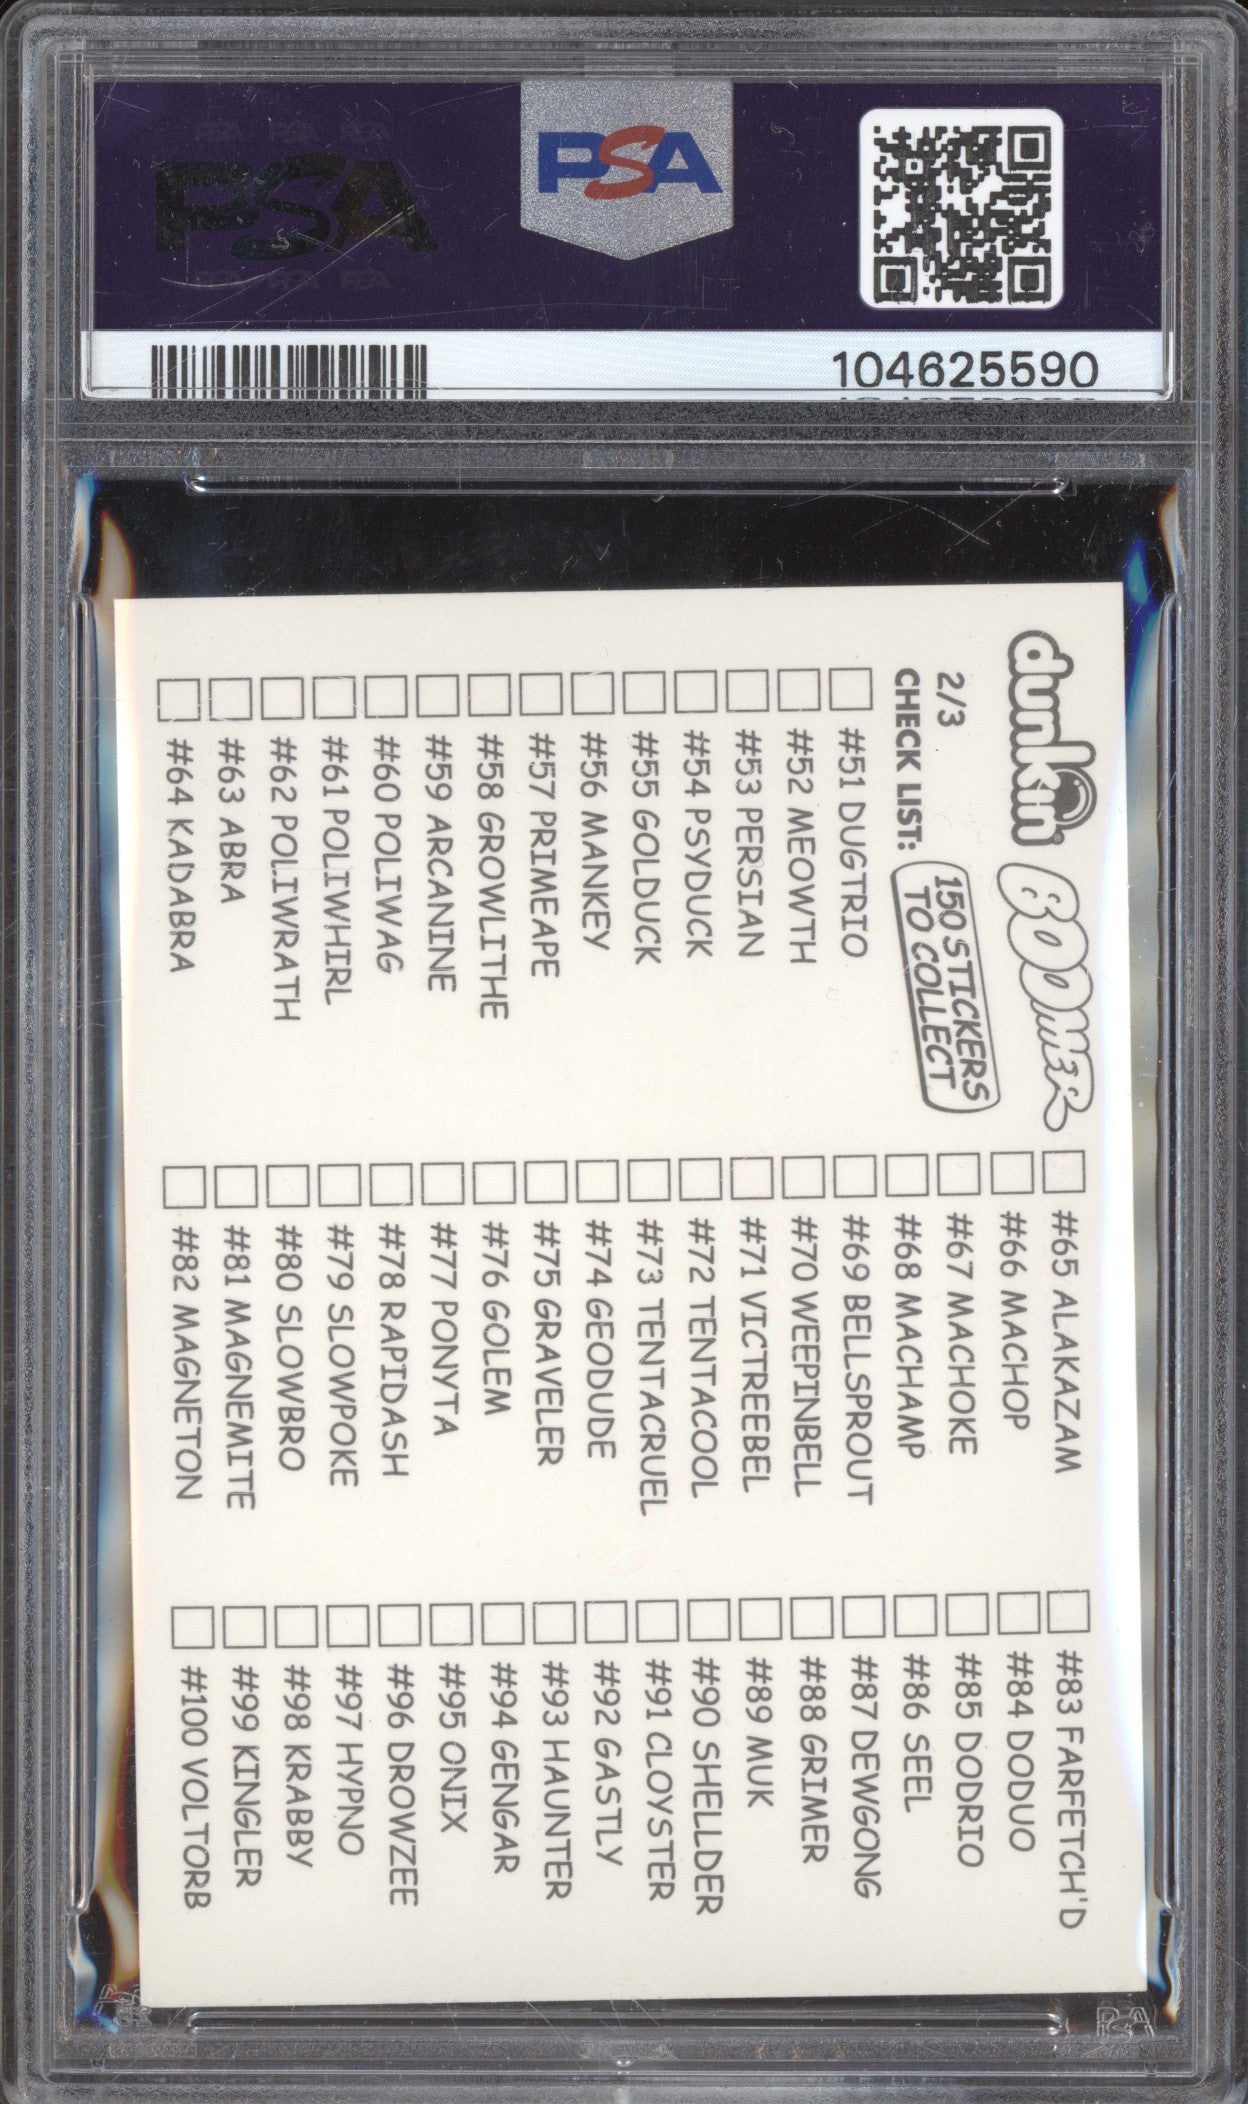 PSA
PSA
104625590
dunkin
BOOMER
2/3
CHECK LIST:
150 STICKERS
TO COLLECT
#51 DUGTRIO
#52 MEOWTH
#53 PERSIAN
#54 PSYDUCK
#55 GOLDUCK
#56 MANKEY
#57 PRIMEAPE
#58 GROWLITHE
#59 ARCANINE
#60 POLIWAG
#61 POLIWHIRL
#62 POLIWRATH
#63 ABRA
#64 KADABRA
#65 ALAKAZAM
#66 MACHOP
#67 MACHOKE
#68 MACHAMP
#69 BELLSPROUT
#70 WEEPINBELL
#71 VICTREEBEL
#72 TENTACOOL
#73 TENTACRUEL
#74 GEODUDE
#75 GRAVELER
#76 GOLEM
#77 PONYTA
#78 RAPIDASH
#79 SLOWPOKE
#80 SLOWBRO
#81 MAGNEMITE
#82 MAGNETON
#83 FARFETCH'D
#84 DODUO
#85 DODRIO
#86 SEEL
#87 DEWGONG
#88 GRIMER
#89 MUK
#90 SHELLDER
#91 CLOYSTER
#92 GASTLY
#93 HAUNTER
#94 GENGAR
#95 ONIX
#96 DROWZEE
#97 HYPNO
#98 KRABBY
#99 KINGLER
#100 VOLTORB